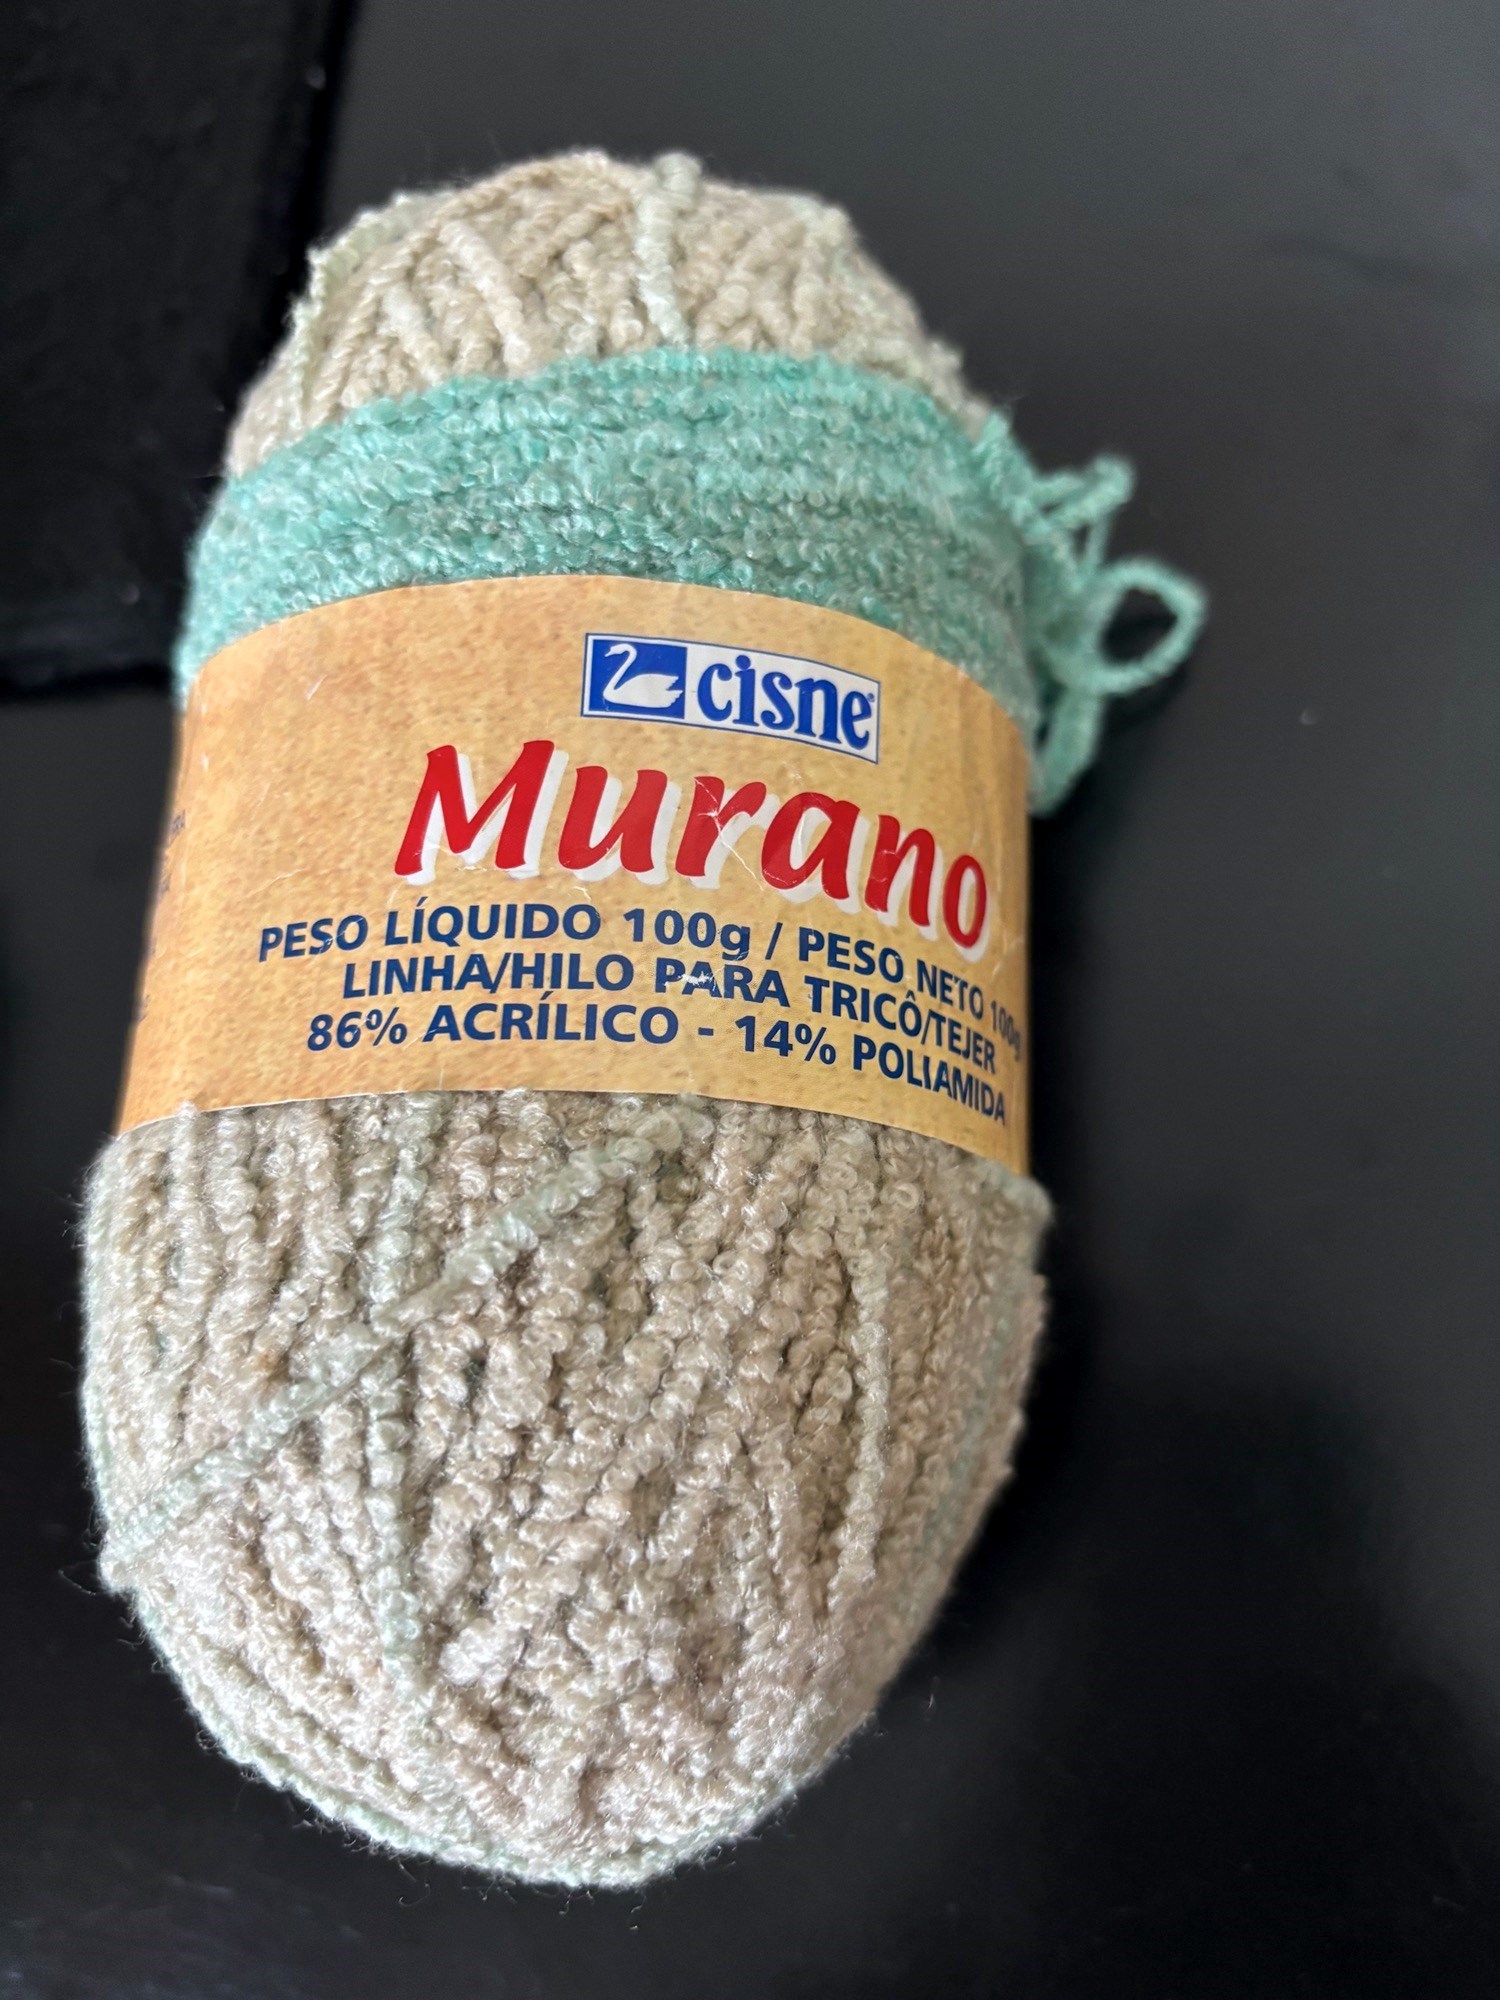 cisne
Murano
PESO LÍQUIDO 100g / PESO NETO 100g
LINHA/HILO PARA TRICÔ/TEJER
86% ACRÍLICO - 14% POLIAMIDA